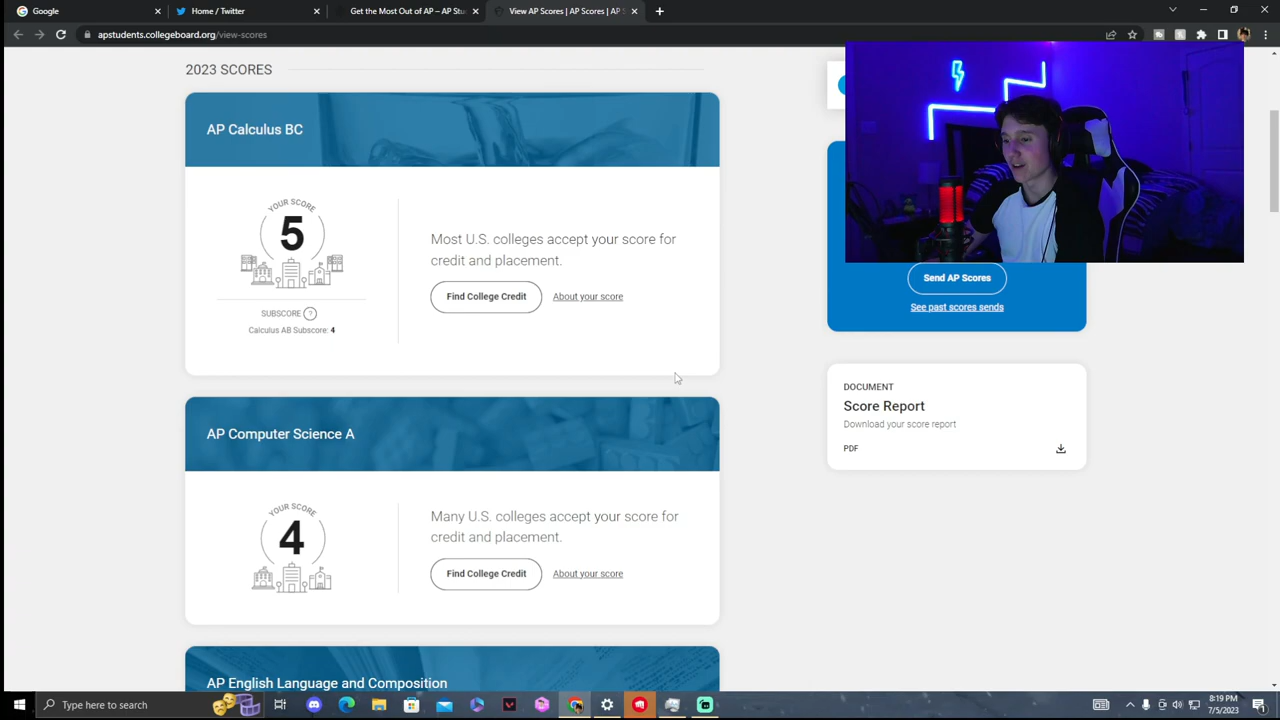 Google
Home / Twitter
Get the Most Out of AP – AP Stu
View AP Scores | AP Scores | AP S
apstudents.collegeboard.org/view-scores
2023 SCORES
AP Calculus BC
YOUR SCORE
5
SUBSCORE ?
Calculus AB Subscore: 4
Most U.S. colleges accept your score for
credit and placement.
Find College Credit
About your score
AP Computer Science A
YOUR SCORE
4
Many U.S. colleges accept your score for
credit and placement.
Find College Credit
About your score
AP English Language and Composition
Send AP Scores
See past scores sends
DOCUMENT
Score Report
Download your score report
PDF
Type here to search
8:19 PM
7/5/2023